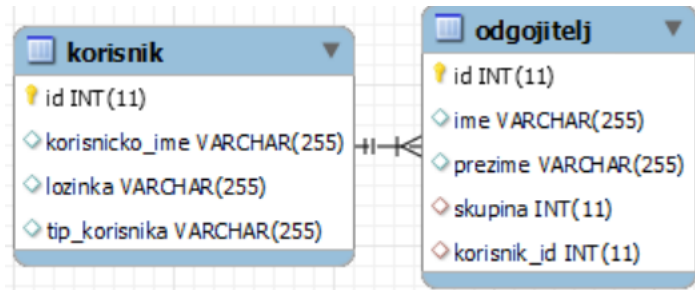 korisnik
id INT(11)
korisnicko_ime VARCHAR(255)
lozinka VARCHAR(255)
tip_korisnika VARCHAR(255)
odgojitelj
id INT(11)
ime VARCHAR(255)
prezime VARCHAR(255)
skupina INT(11)
korisnik_id INT(11)